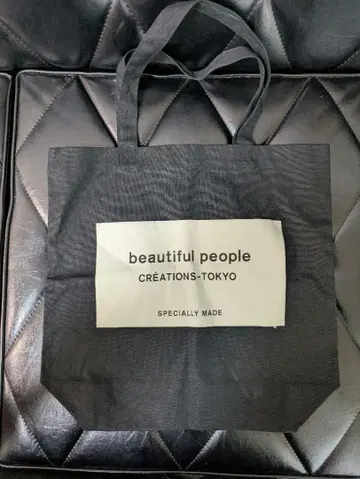 beautiful people
CRÉATIONS-TOKYO
SPECIALLY MADE